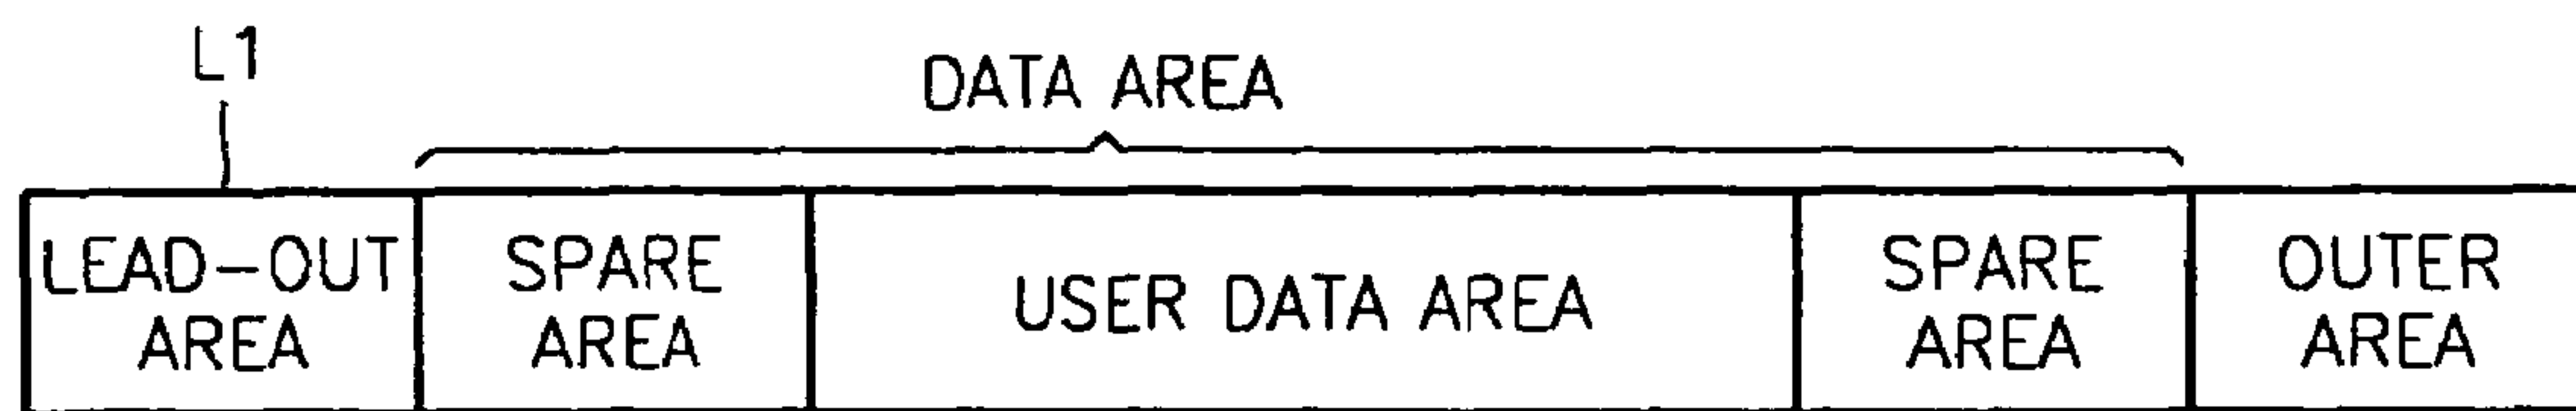 L1
DATA AREA
LEAD-OUT
AREA
SPARE
AREA
USER DATA AREA
SPARE
AREA
OUTER
AREA